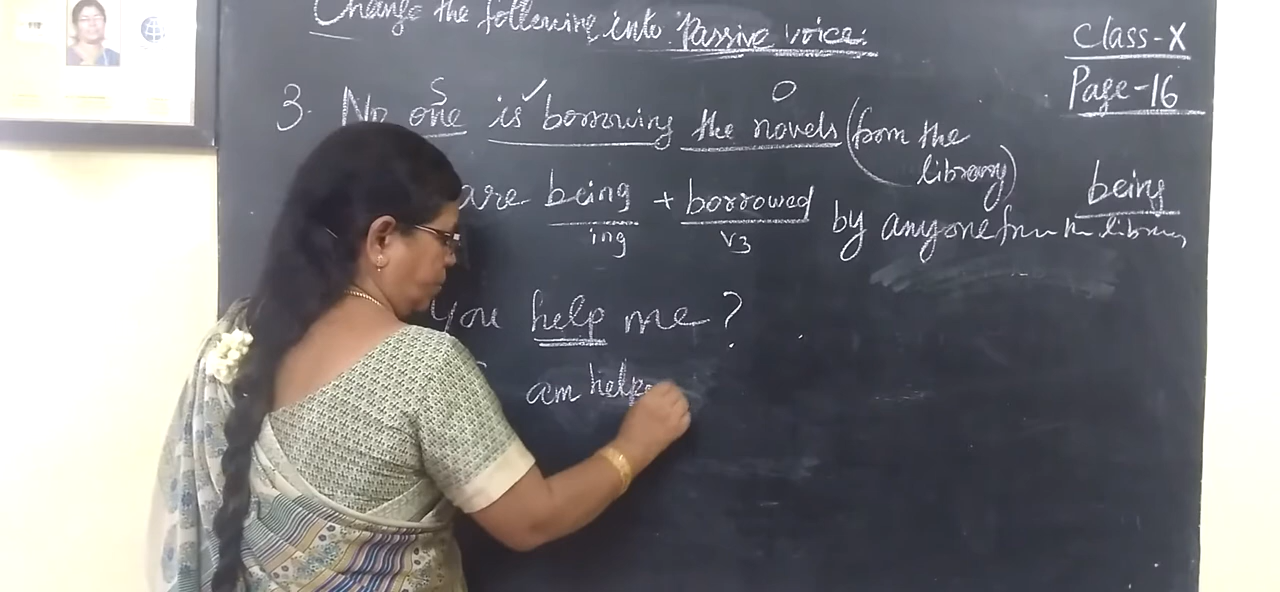 Change the following into Passive voice:
Class-X
Page-16
S ✓ O
3. No one is borrowing the novels (from the
library)
are being + borrowed by anyone from the library
ing V3
being
you help me?
am helpe